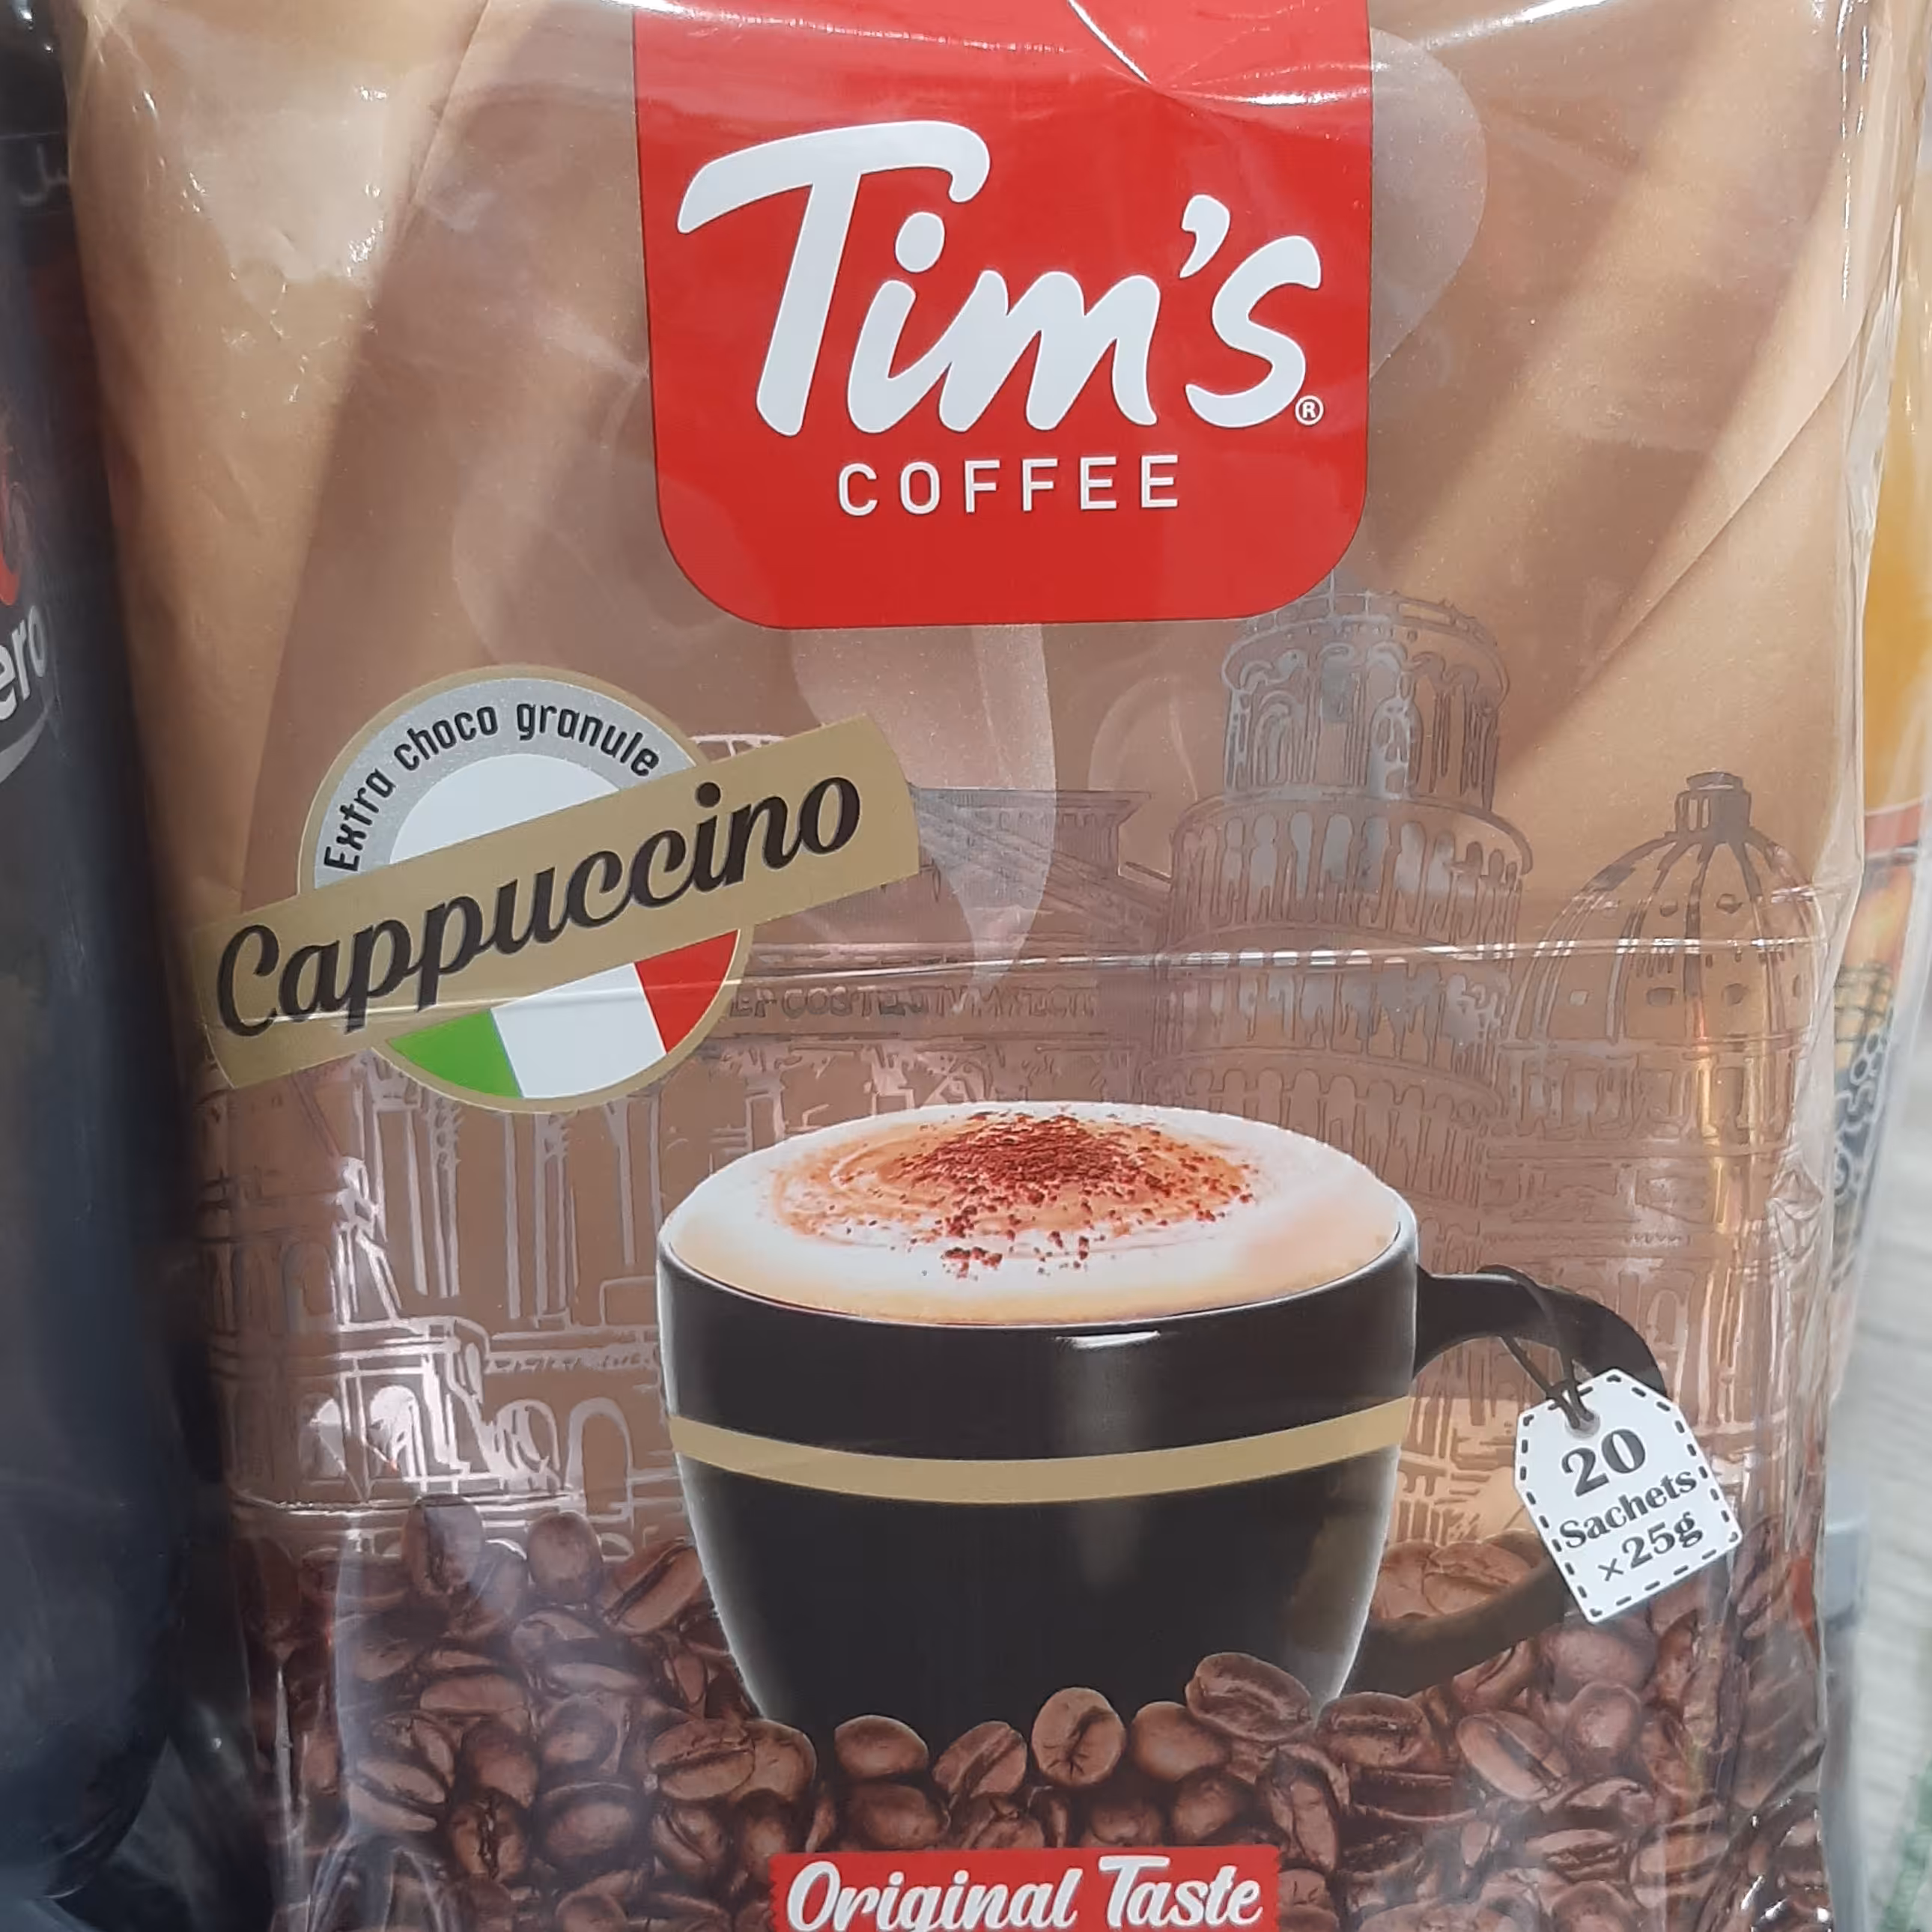 Tim's®
COFFEE
Extra choco granule
Cappuccino
20
Sachets
×25g
Original Taste